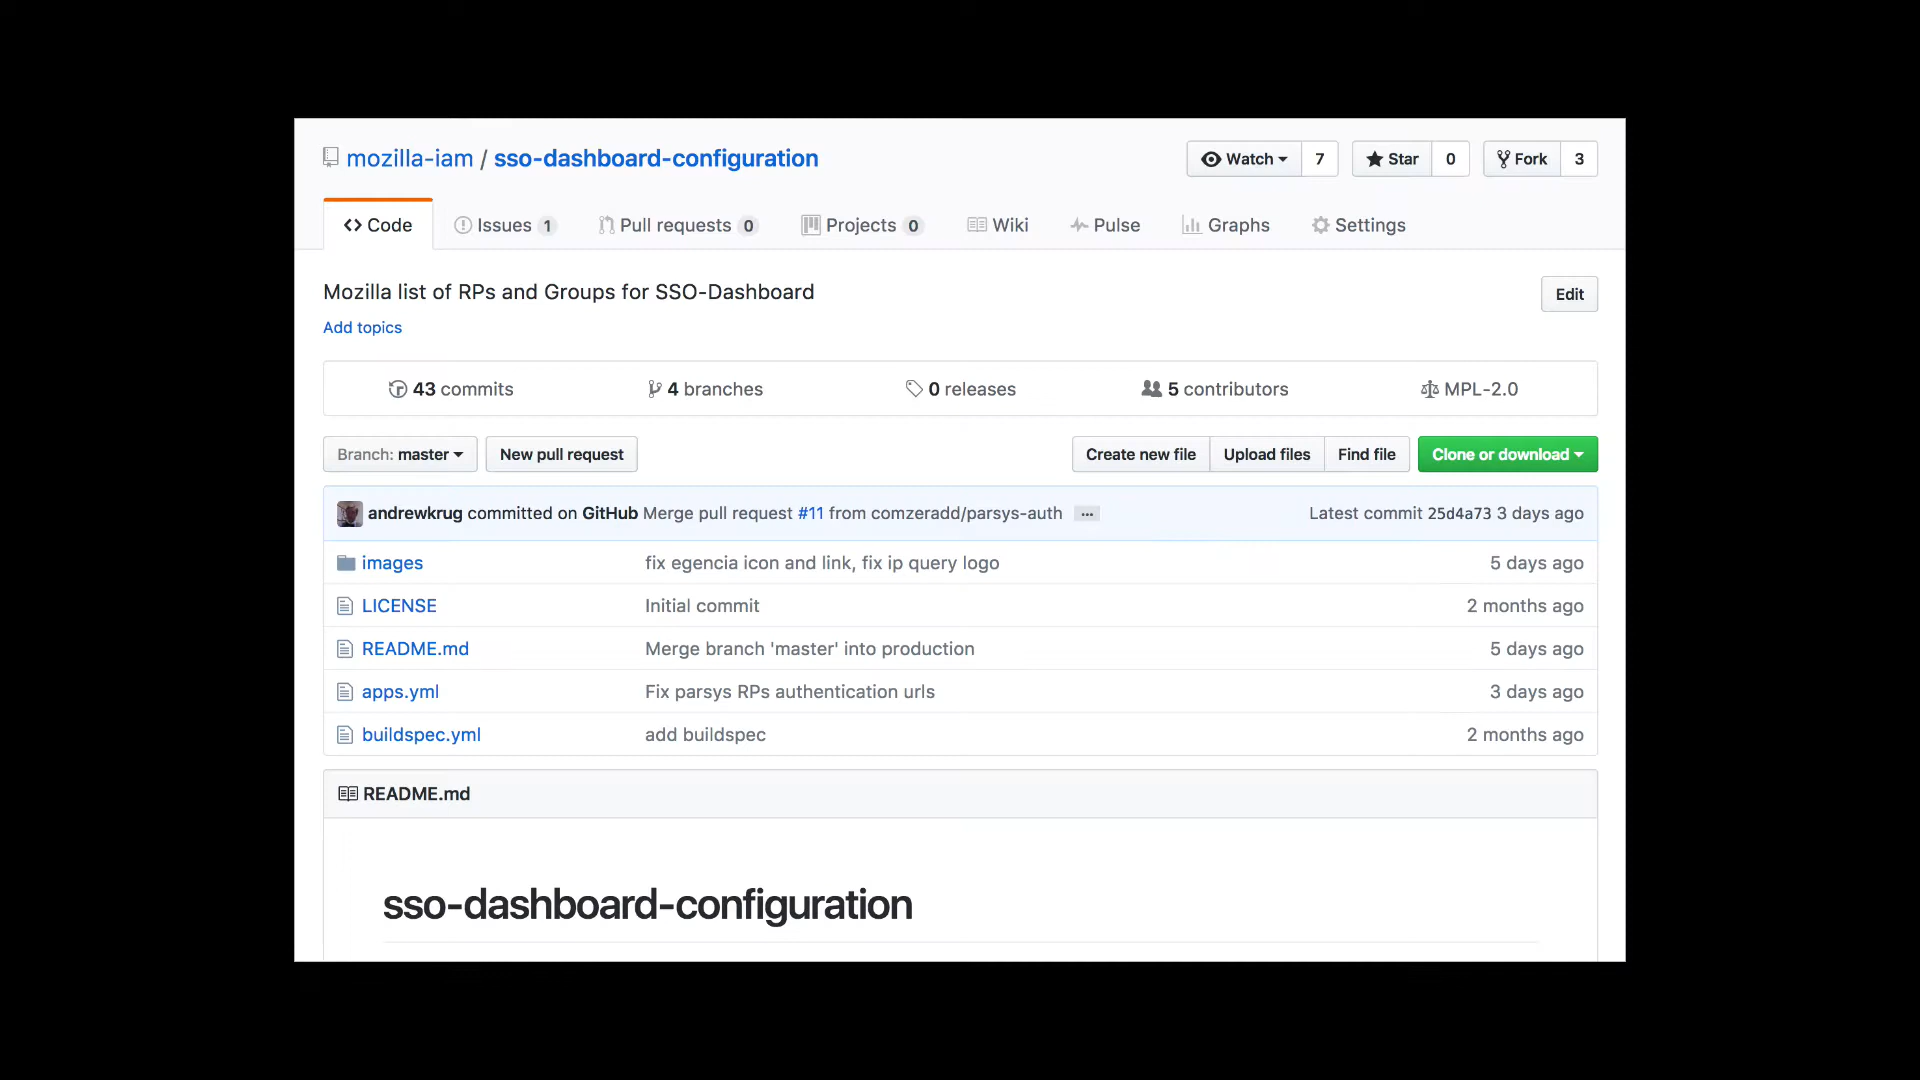 mozilla-iam / sso-dashboard-configuration
Watch 7 Star 0 Fork 3
Code Issues 1 Pull requests 0 Projects 0 Wiki Pulse Graphs Settings
Mozilla list of RPs and Groups for SSO-Dashboard
Edit
Add topics
43 commits 4 branches 0 releases 5 contributors MPL-2.0
Branch: master New pull request Create new file Upload files Find file Clone or download
andrewkrug committed on GitHub Merge pull request #11 from comzeradd/parsys-auth … Latest commit 25d4a73 3 days ago
images fix egencia icon and link, fix ip query logo 5 days ago
LICENSE Initial commit 2 months ago
README.md Merge branch 'master' into production 5 days ago
apps.yml Fix parsys RPs authentication urls 3 days ago
buildspec.yml add buildspec 2 months ago
README.md
sso-dashboard-configuration